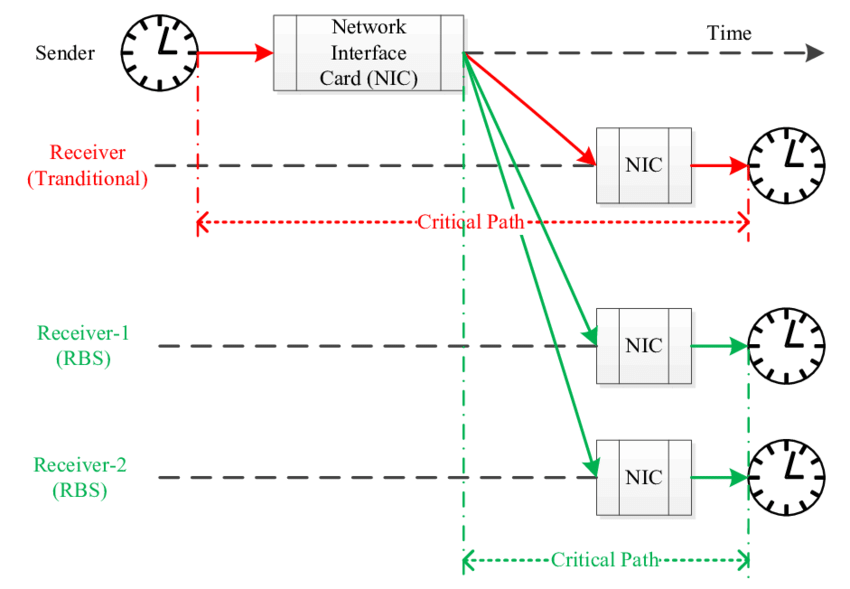 Sender
Network
Interface
Card (NIC)
Time
Receiver
(Tranditional)
NIC
Critical Path
Receiver-1
(RBS)
NIC
Receiver-2
(RBS)
NIC
Critical Path